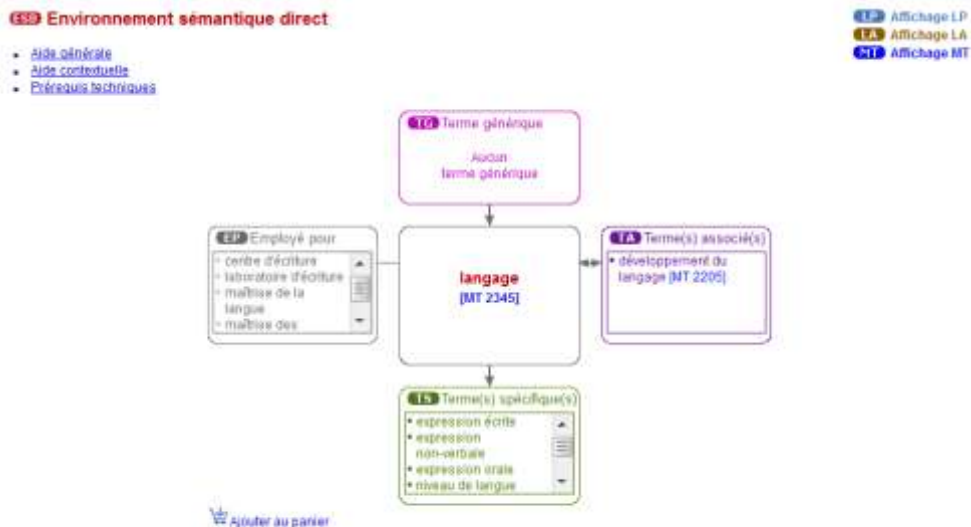 ESD Environnement sémantique direct
LP Affichage LP
LA Affichage LA
MT Affichage MT
Aide générale
Aide contextuelle
Prérequis techniques
TG Terme générique
Aucun
terme générique
EP Employé pour
centre d'écriture
laboratoire d'écriture
maîtrise de la
langue
maîtrise des
langage
[MT 2345]
TA Terme(s) associé(s)
développement du
langage [MT 2205]
TS Terme(s) spécifique(s)
expression écrite
expression
non-verbale
expression orale
niveau de langue
Ajouter au panier